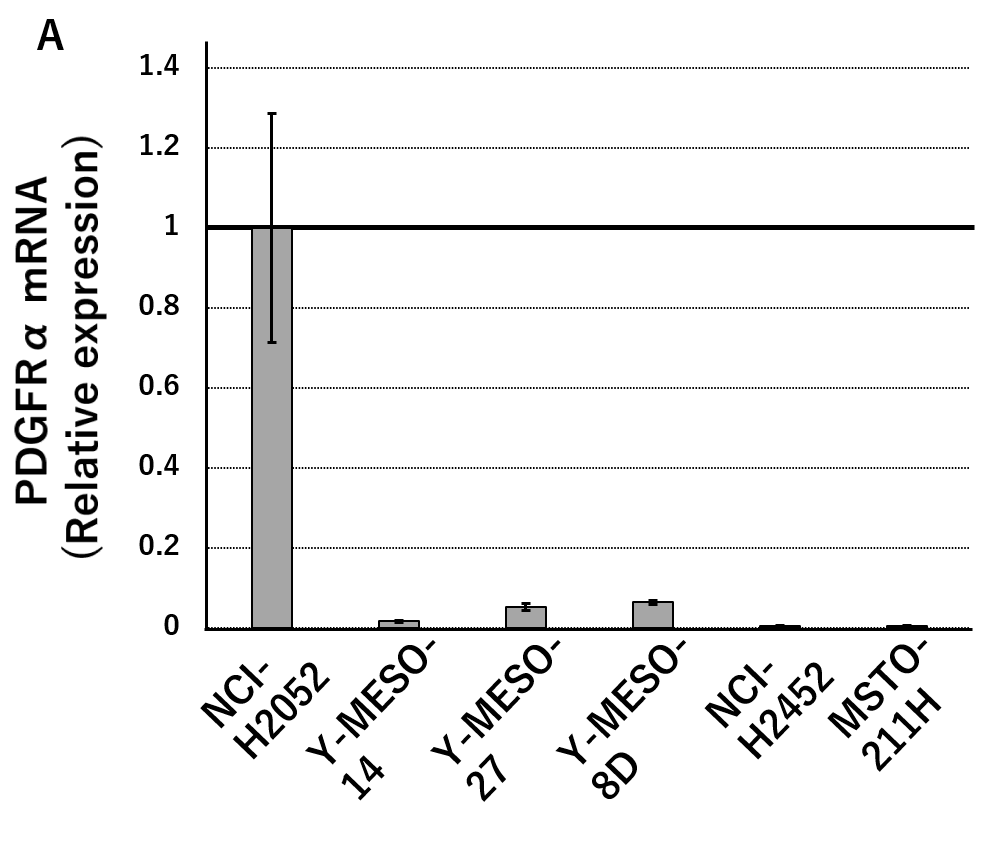 A
PDGFRα mRNA
(Relative expression)
1.4
1.2
1
0.8
0.6
0.4
0.2
0
NCI-
H2052
Y-MESO-
14
Y-MESO-
27
Y-MESO-
8D
NCI-
H2452
MSTO-
211H